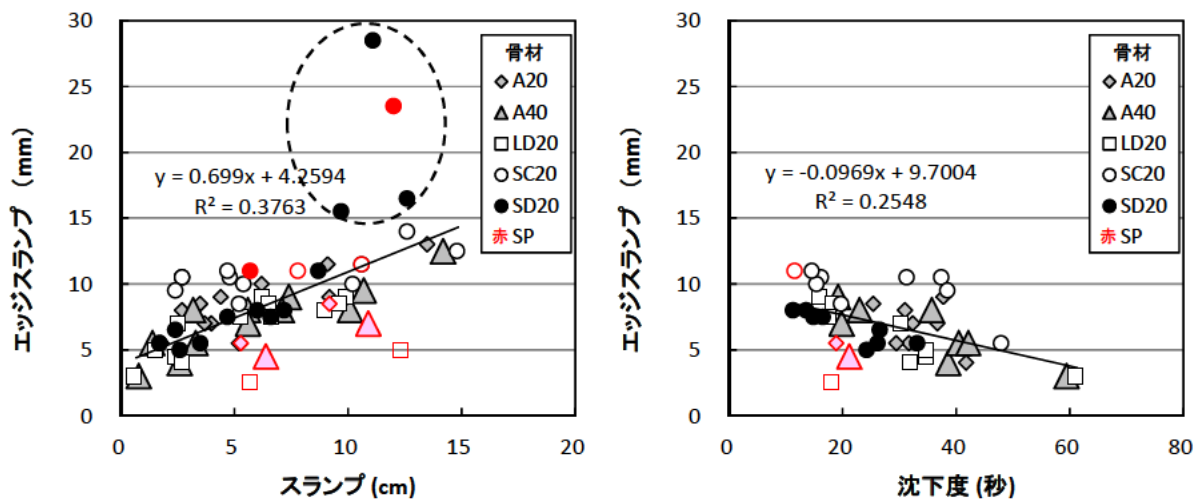 30
25
20
15
10
5
0
エッジスランプ (mm)
y = 0.699x + 4.2594
R² = 0.3763
骨材
A20
A40
LD20
SC20
SD20
赤 SP
0 5 10 15 20
スランプ (cm)
30
25
20
15
10
5
0
エッジスランプ (mm)
y = -0.0969x + 9.7004
R² = 0.2548
骨材
A20
A40
LD20
SC20
SD20
赤 SP
0 20 40 60 80
沈下度 (秒)